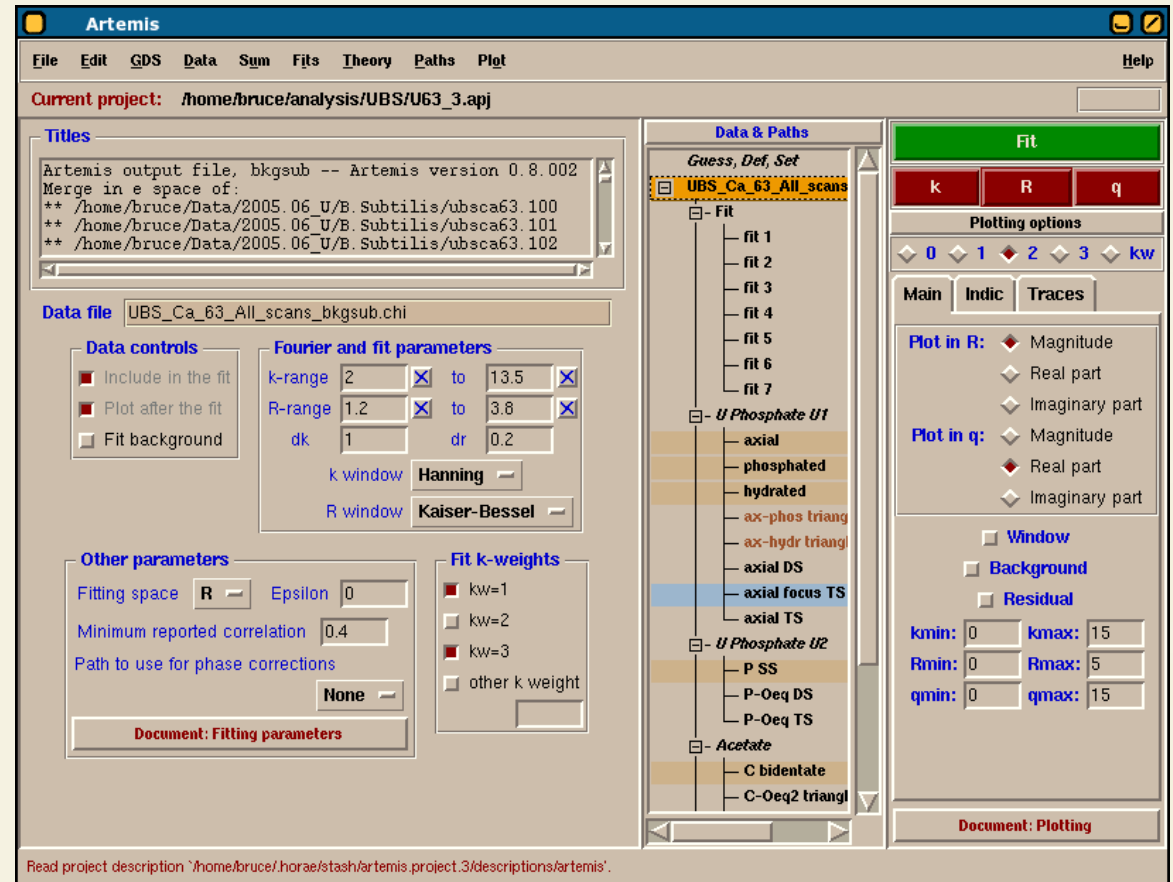 Artemis
File Edit GDS Data Sum Fits Theory Paths Plot Help
Current project: /home/bruce/analysis/UBS/U63_3.apj
Titles
Artemis output file, bkgsub -- Artemis version 0.8.002
Merge in e space of:
** /home/bruce/Data/2005.06_U/B.Subtilis/ubsca63.100
** /home/bruce/Data/2005.06_U/B.Subtilis/ubsca63.101
** /home/bruce/Data/2005.06_U/B.Subtilis/ubsca63.102
Data file UBS_Ca_63_All_scans_bkgsub.chi
Data controls
Include in the fit
Plot after the fit
Fit background
Fourier and fit parameters
k-range 2 to 13.5
R-range 1.2 to 3.8
dk 1 dr 0.2
k window Hanning
R window Kaiser-Bessel
Other parameters
Fitting space R Epsilon 0
Minimum reported correlation 0.4
Path to use for phase corrections
None
Document: Fitting parameters
Fit k-weights
kw=1
kw=2
kw=3
other k weight
Data & Paths
Guess, Def, Set
UBS_Ca_63_All_scans
Fit
fit 1
fit 2
fit 3
fit 4
fit 5
fit 6
fit 7
U Phosphate U1
axial
phosphated
hydrated
ax-phos triang
ax-hydr triangl
axial DS
axial focus TS
axial TS
U Phosphate U2
P SS
P-Oeq DS
P-Oeq TS
Acetate
C bidentate
C-Oeq2 triangl
Fit
k R q
Plotting options
0 1 2 3 kw
Main Indic Traces
Plot in R: Magnitude
Real part
Imaginary part
Plot in q: Magnitude
Real part
Imaginary part
Window
Background
Residual
kmin: 0 kmax: 15
Rmin: 0 Rmax: 5
qmin: 0 qmax: 15
Document: Plotting
Read project description `/home/bruce/.horae/stash/artemis.project.3/descriptions/artemis'.